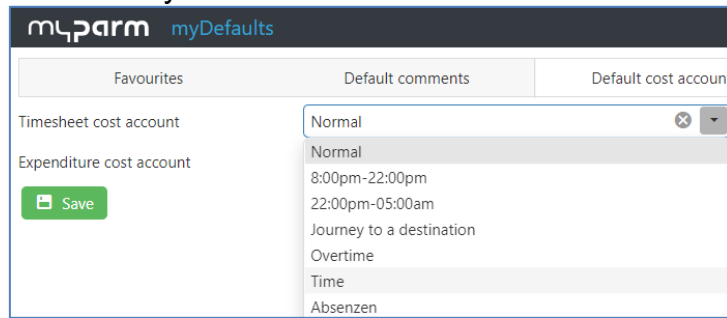 myparm myDefaults
Favourites Default comments Default cost accoun
Timesheet cost account Normal
Expenditure cost account
Normal
8:00pm-22:00pm
22:00pm-05:00am
Save
Journey to a destination
Overtime
Time
Absenzen